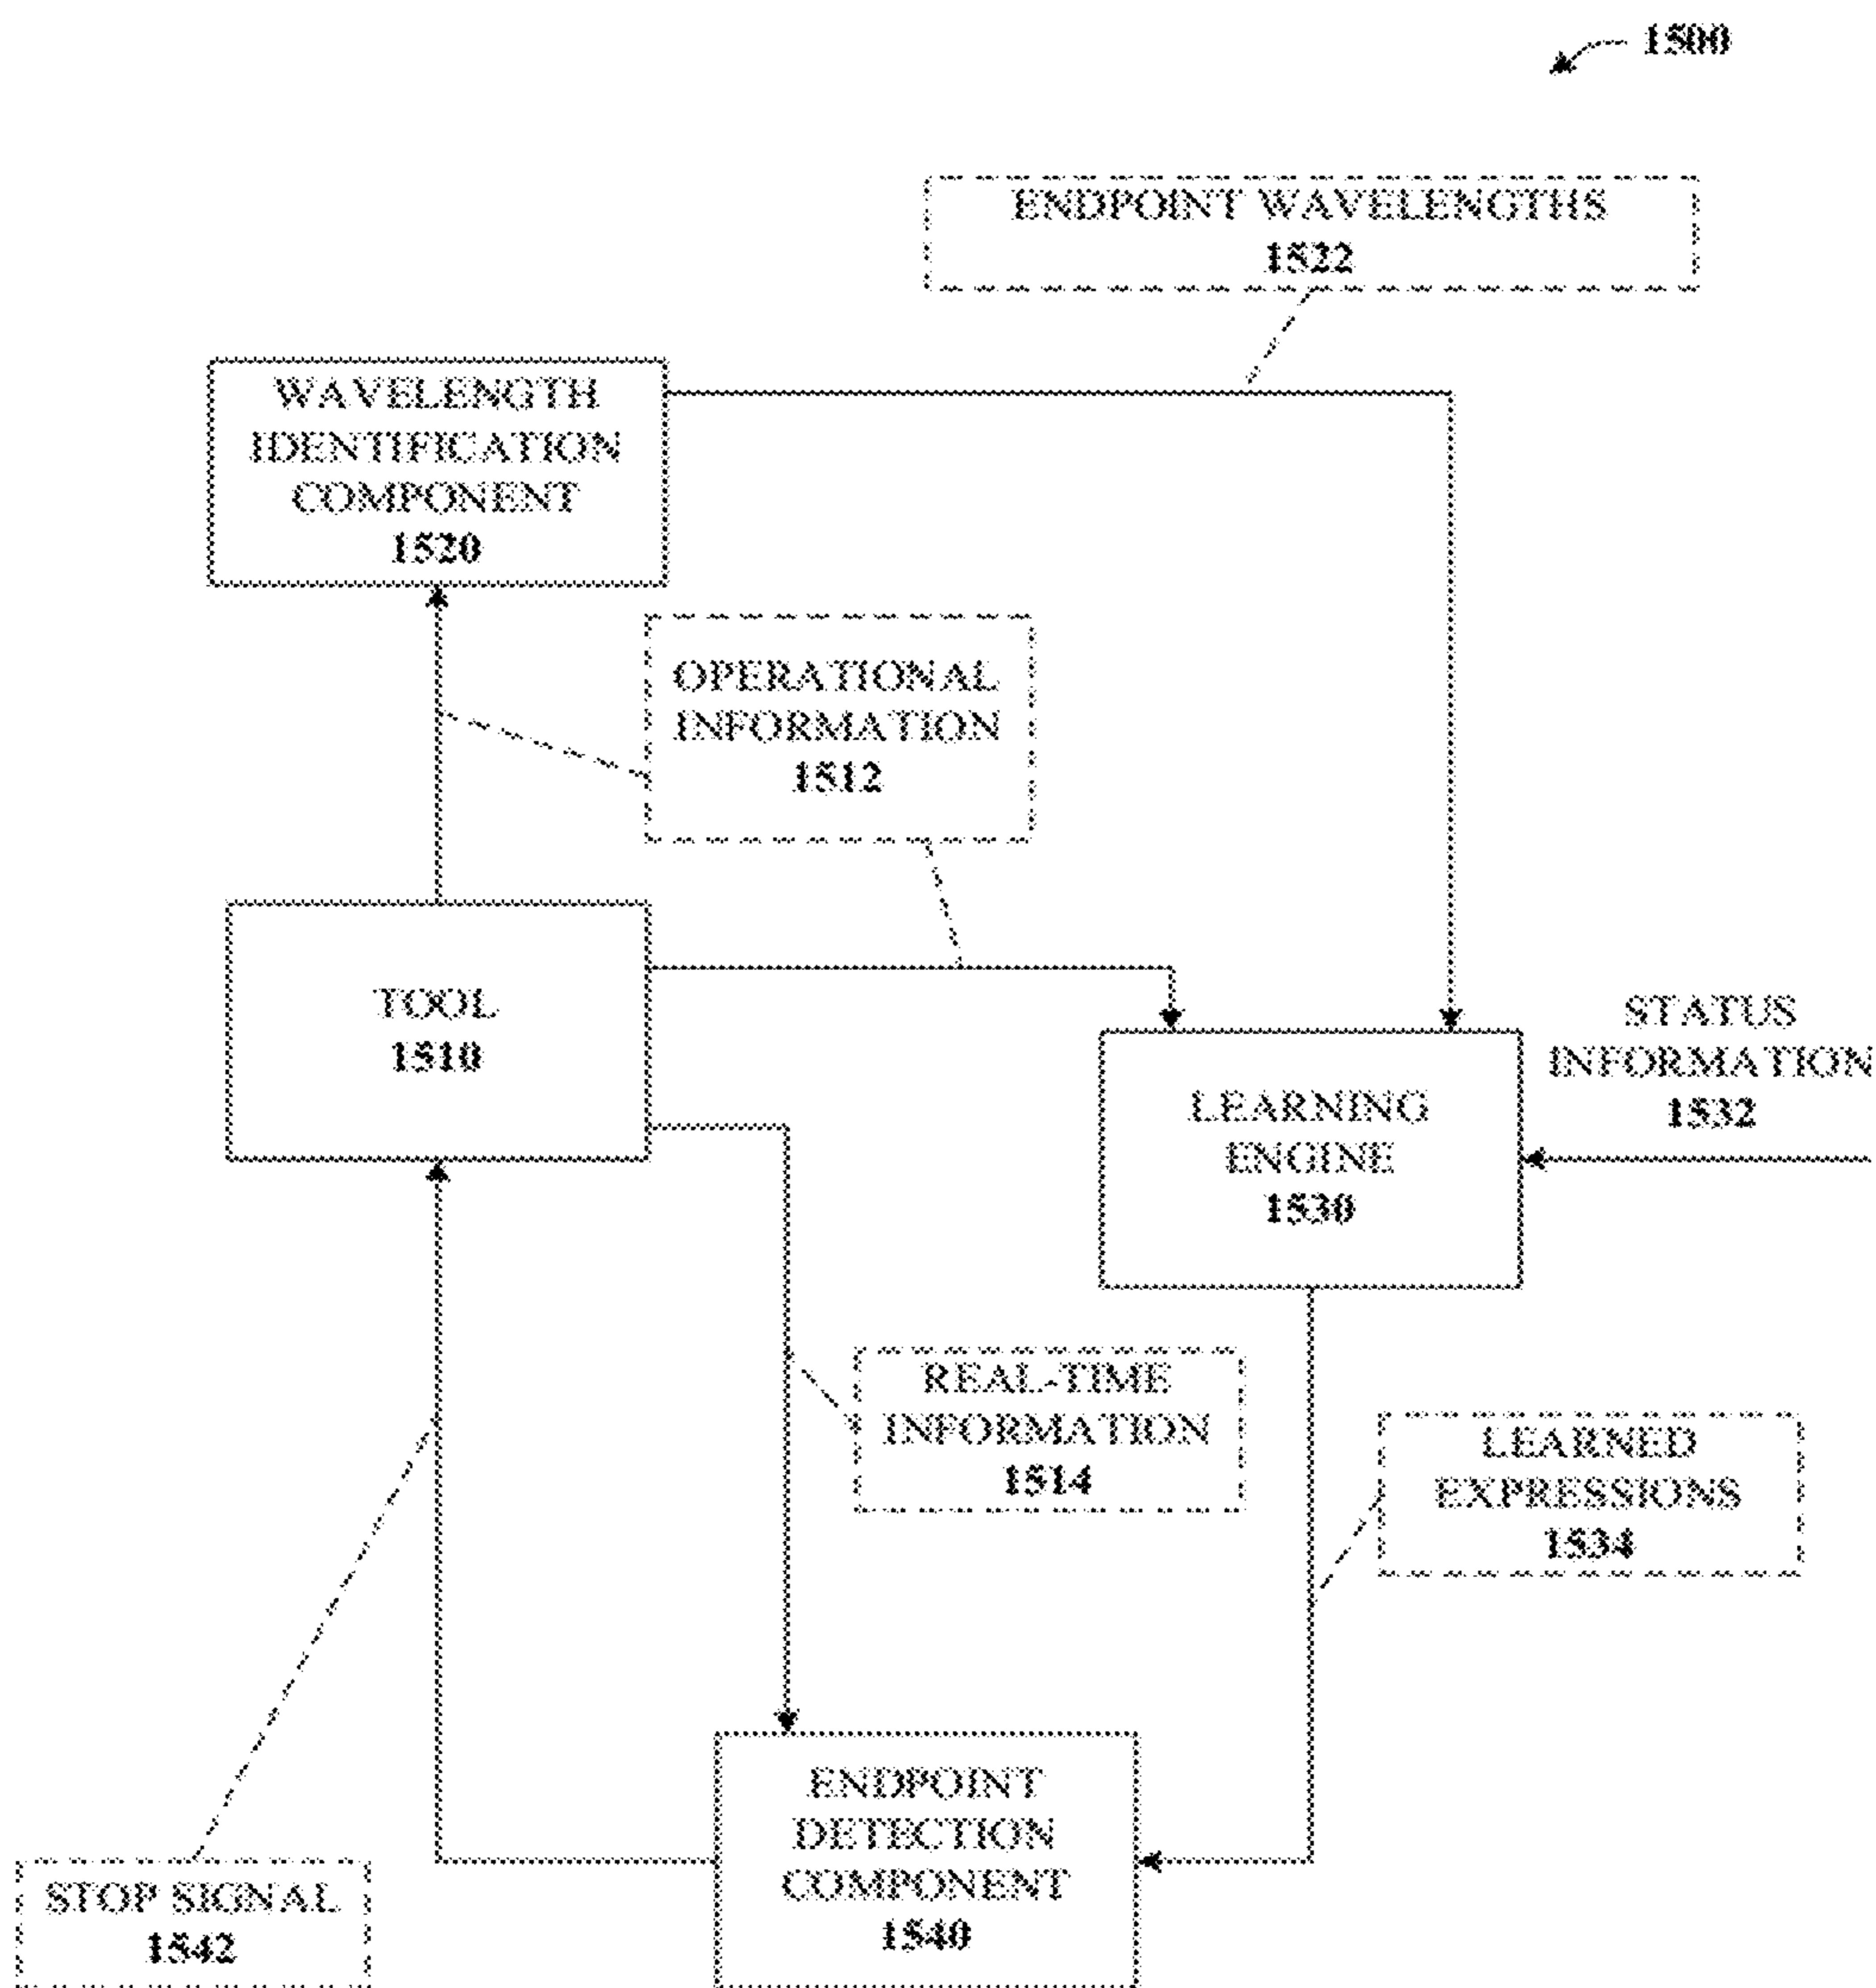 1500
ENDPOINT WAVELENGTHS
1522
WAVELENGTH
IDENTIFICATION
COMPONENT
1520
OPERATIONAL
INFORMATION
1512
TOOL
1510
STATUS
INFORMATION
1532
LEARNING
ENGINE
1530
REAL-TIME
INFORMATION
1514
LEARNED
EXPRESSIONS
1534
ENDPOINT
DETECTION
COMPONENT
1540
STOP SIGNAL
1542